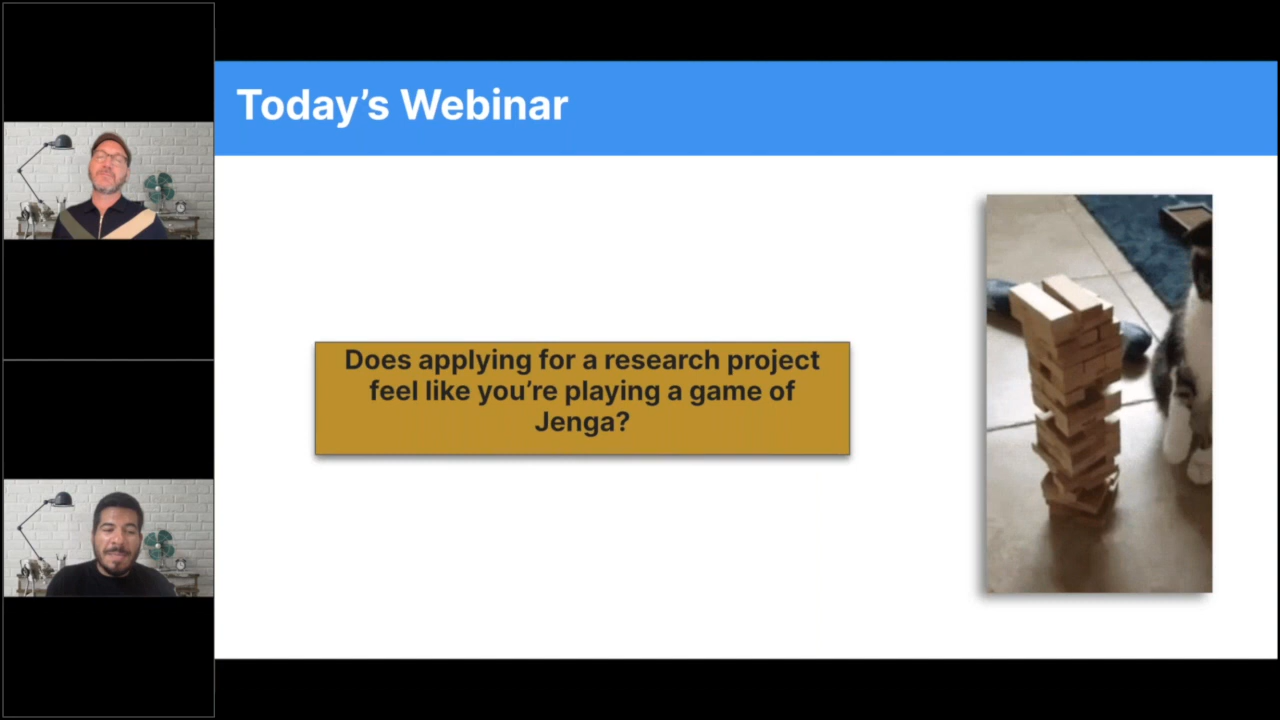 Today’s Webinar
Does applying for a research project
feel like you’re playing a game of
Jenga?